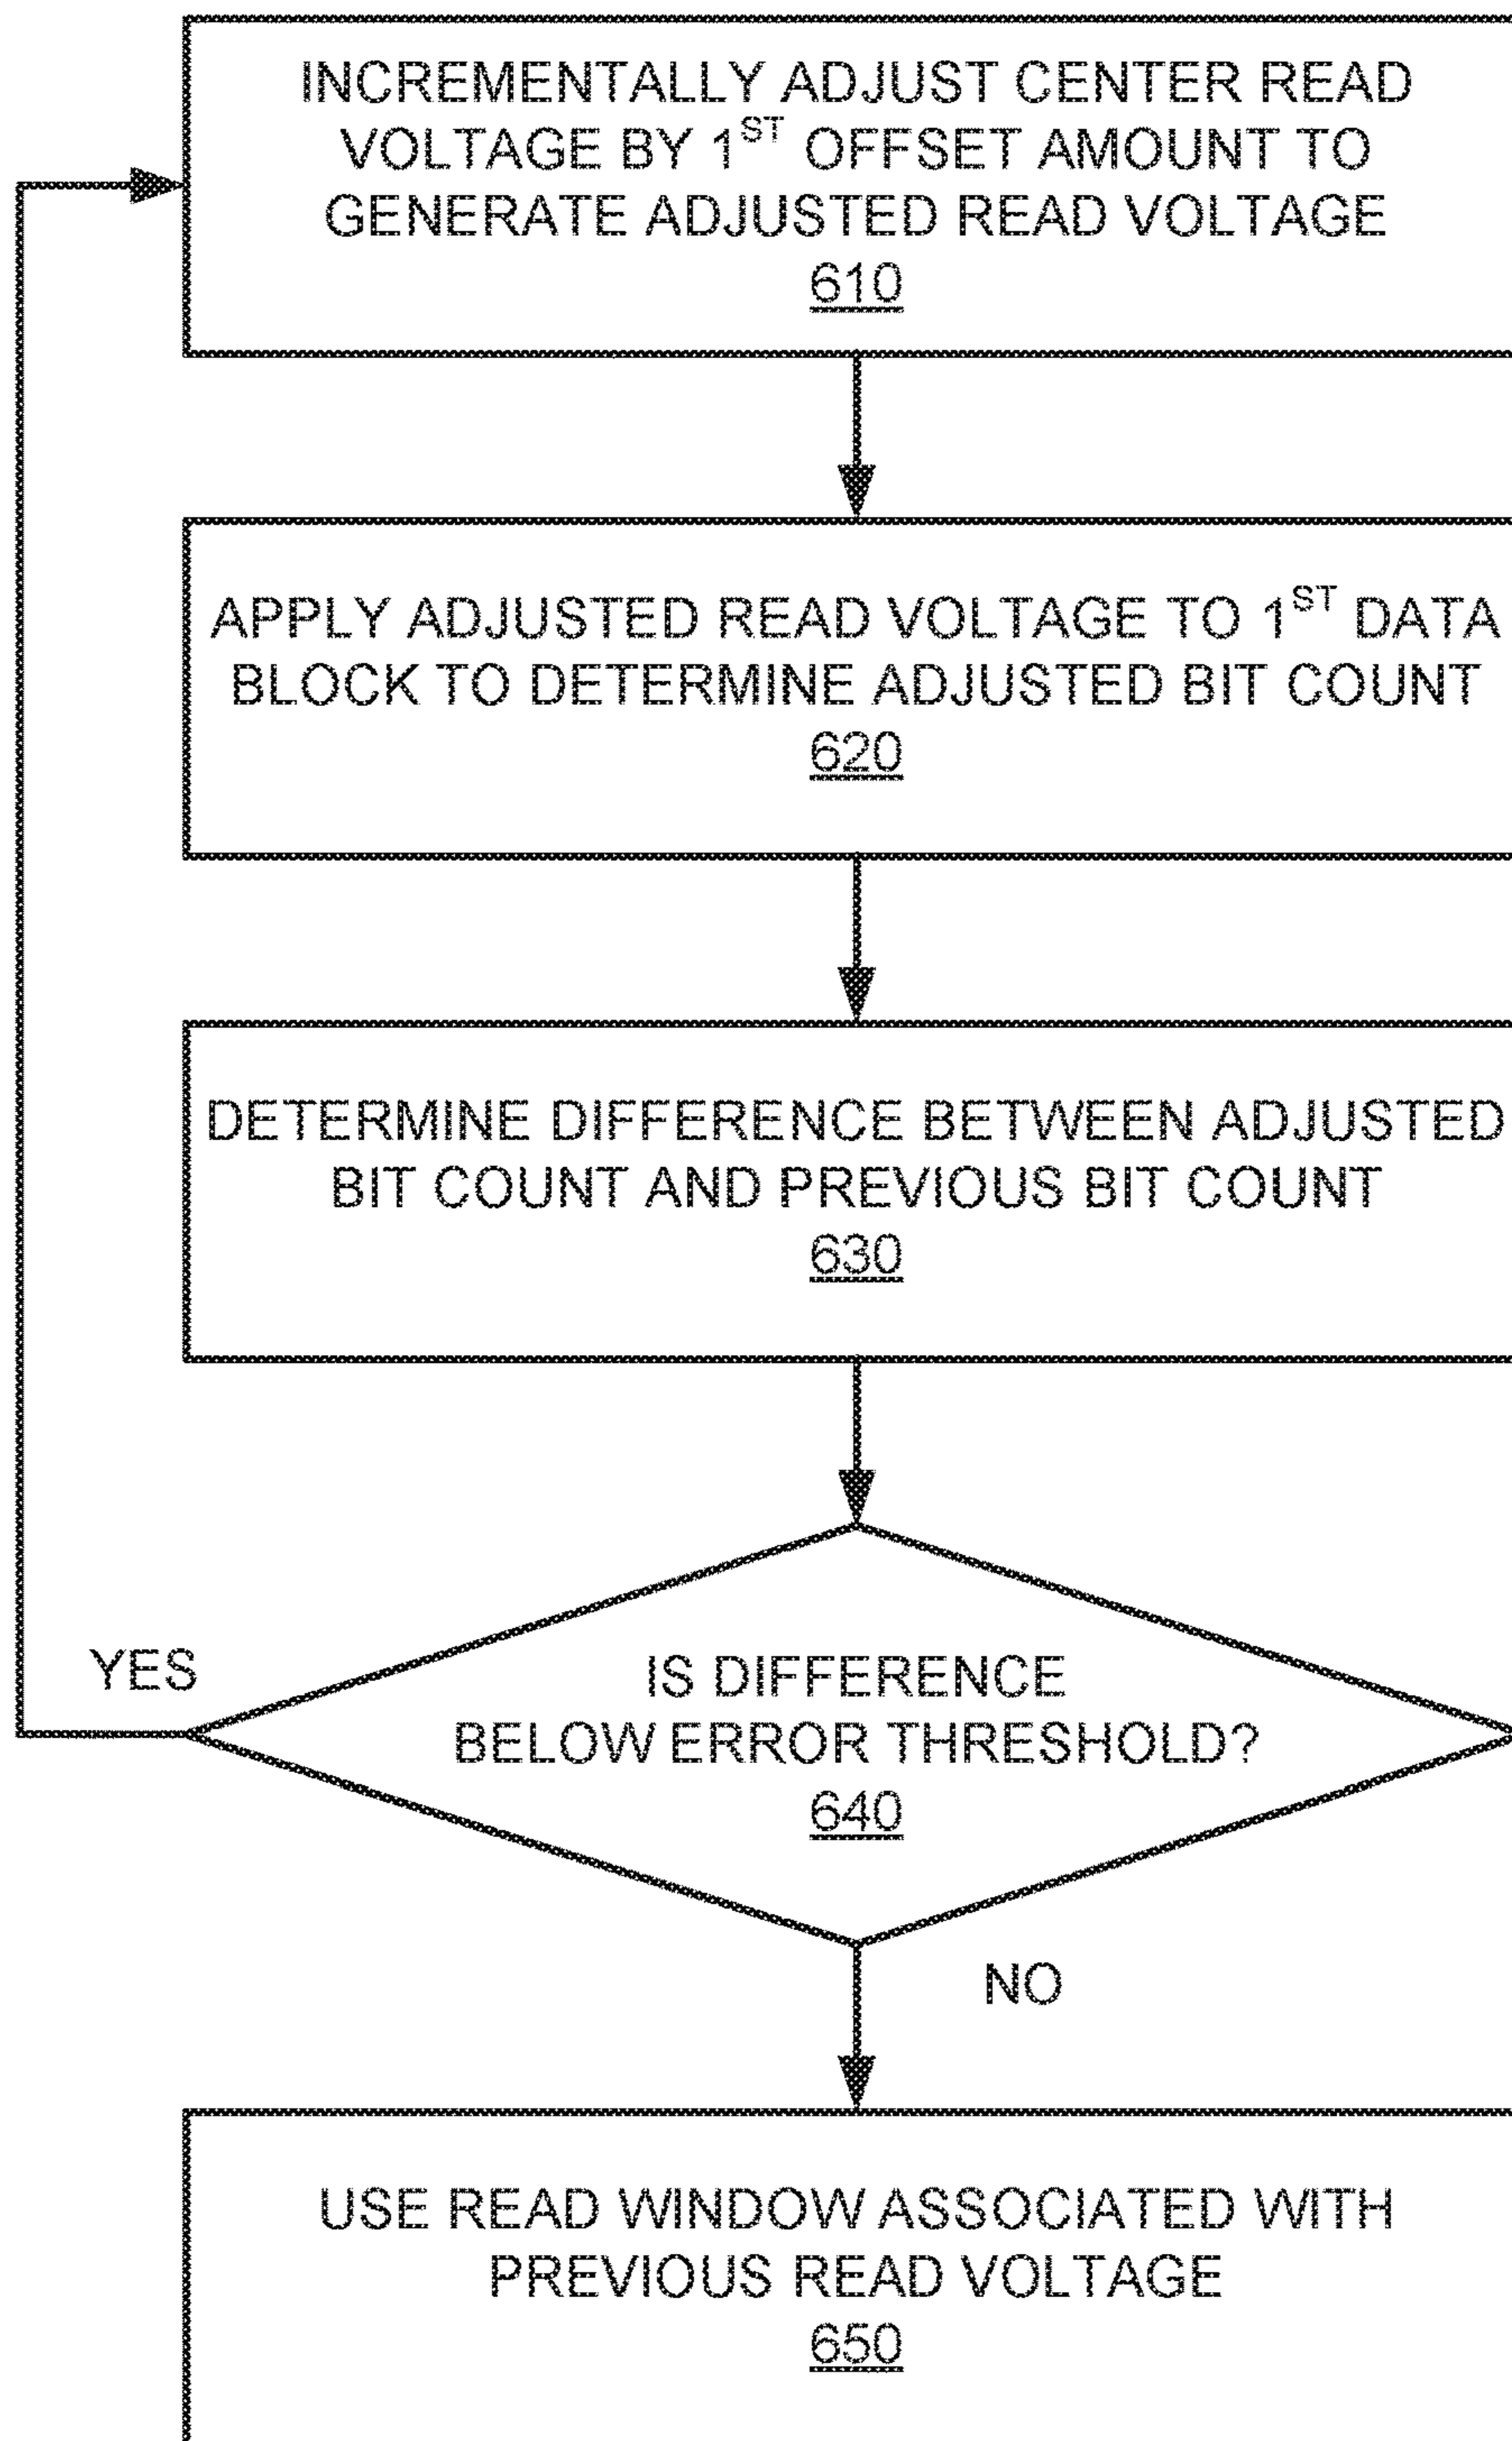 INCREMENTALLY ADJUST CENTER READ
VOLTAGE BY 1ST OFFSET AMOUNT TO
GENERATE ADJUSTED READ VOLTAGE
610
APPLY ADJUSTED READ VOLTAGE TO 1ST DATA
BLOCK TO DETERMINE ADJUSTED BIT COUNT
620
DETERMINE DIFFERENCE BETWEEN ADJUSTED
BIT COUNT AND PREVIOUS BIT COUNT
630
YES
IS DIFFERENCE
BELOW ERROR THRESHOLD?
640
NO
USE READ WINDOW ASSOCIATED WITH
PREVIOUS READ VOLTAGE
650